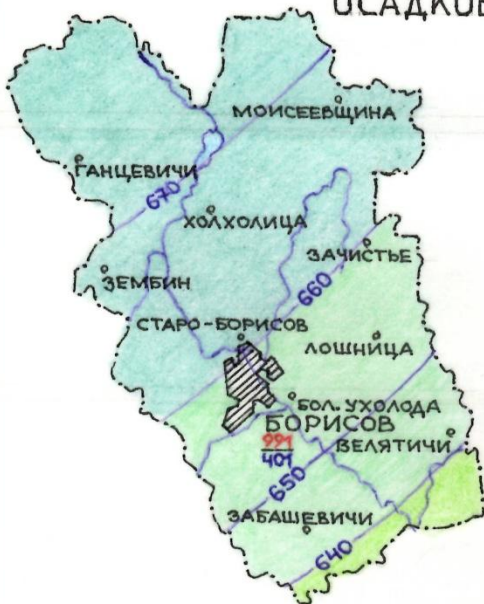 ОСАДКОВ
МОИСЕЕВЩИНА
ГАНЦЕВИЧИ
670
ХОЛХОЛИЦА
ЗАЧИСТЬЕ
ЗЕМБИН
660
СТАРО-БОРИСОВ
ЛОШНИЦА
БОЛ. УХОЛОДА
БОРИСОВ
991
401
ВЕЛЯТИЧИ
650
ЗАБАШЕВИЧИ
640